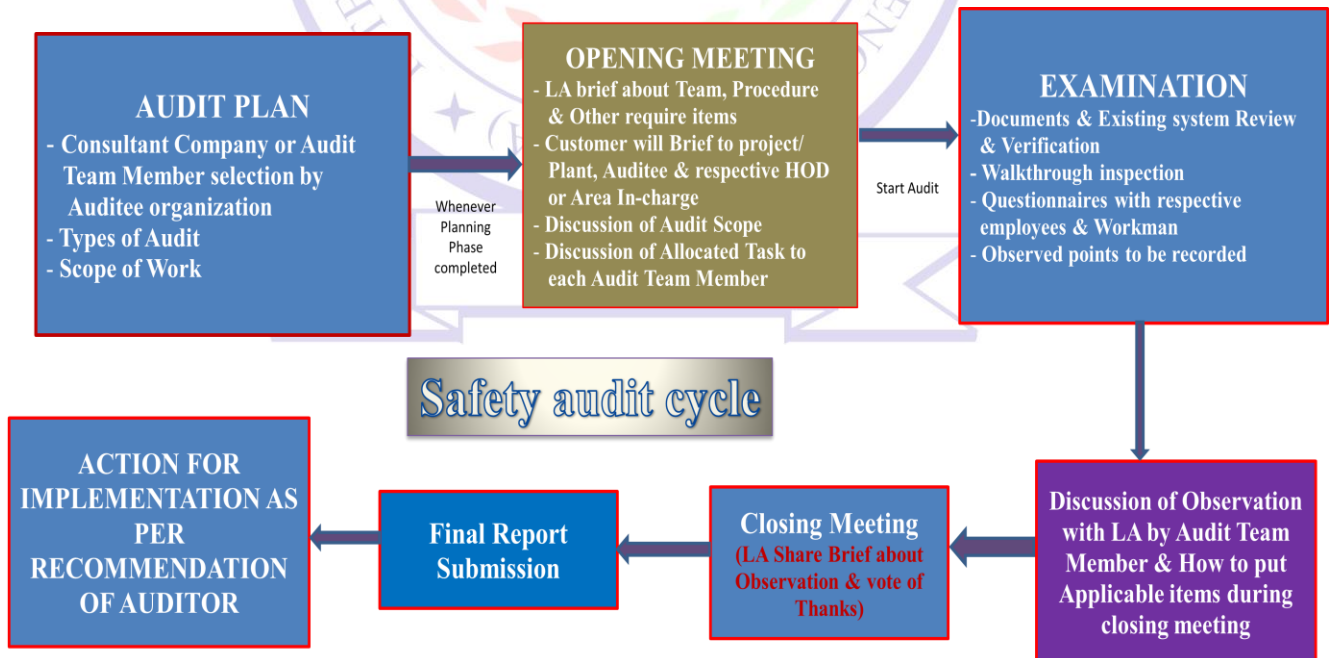 AUDIT PLAN
- Consultant Company or Audit
Team Member selection by
Auditee organization
- Types of Audit
- Scope of Work
Whenever
Planning
Phase
completed
OPENING MEETING
- LA brief about Team, Procedure
& Other require items
- Customer will Brief to project/
Plant, Auditee & respective HOD
or Area In-charge
- Discussion of Audit Scope
- Discussion of Allocated Task to
each Audit Team Member
Start Audit
EXAMINATION
-Documents & Existing system Review
& Verification
- Walkthrough inspection
- Questionnaires with respective
employees & Workman
- Observed points to be recorded
Safety audit cycle
Discussion of Observation
with LA by Audit Team
Member & How to put
Applicable items during
closing meeting
Closing Meeting
(LA Share Brief about
Observation & vote of
Thanks)
Final Report
Submission
ACTION FOR
IMPLEMENTATION AS
PER
RECOMMENDATION
OF AUDITOR